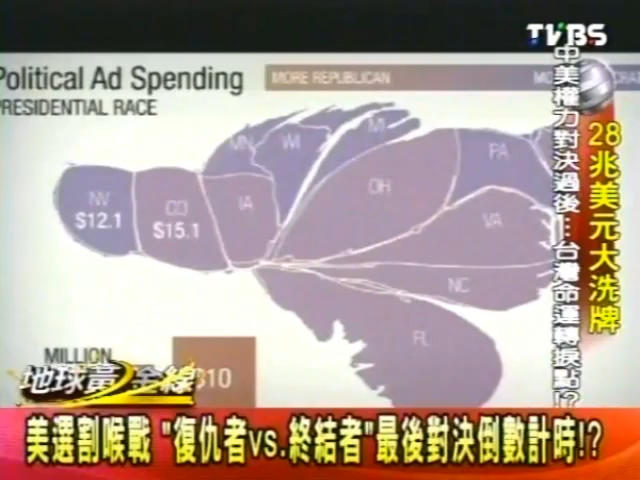 TVBS
Political Ad Spending
PRESIDENTIAL RACE
MORE REPUBLICAN
MN
WI
MI
PA
NV
$12.1
CO
$15.1
IA
OH
VA
NC
FL
MILLION
$10
28兆美元大洗牌
中美權力對決過後...台灣命運轉捩點!?
地球黃金線
美選割喉戰 "復仇者vs.終結者"最後對決倒數計時!?